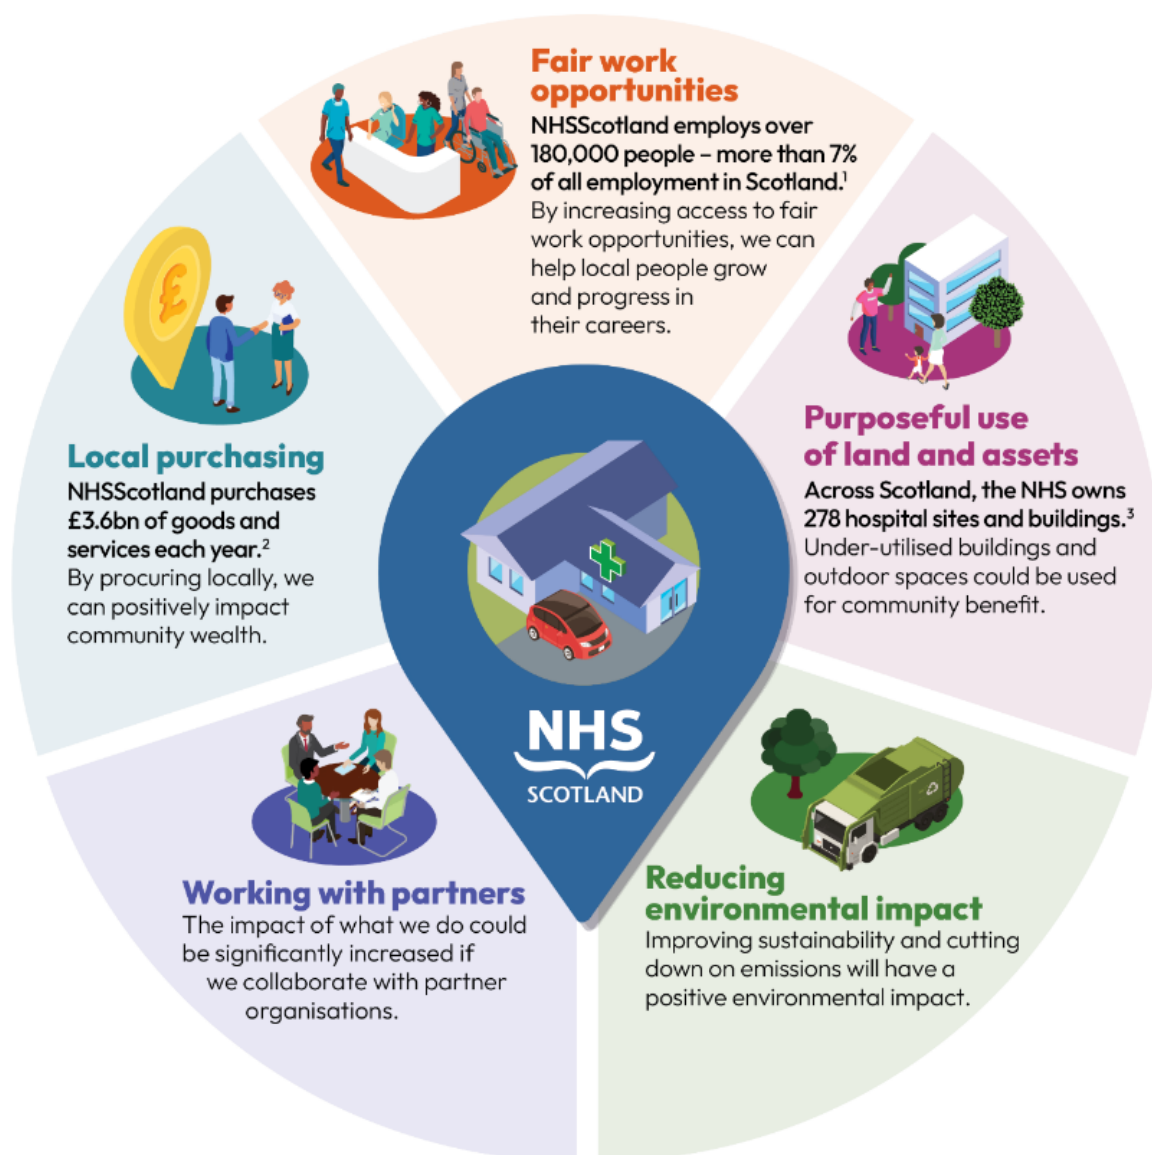 Fair work
opportunities
NHSScotland employs over
180,000 people – more than 7%
of all employment in Scotland.¹
By increasing access to fair
work opportunities, we can
help local people grow
and progress in
their careers.
Purposeful use
of land and assets
Across Scotland, the NHS owns
278 hospital sites and buildings.³
Under-utilised buildings and
outdoor spaces could be used
for community benefit.
Reducing
environmental impact
Improving sustainability and cutting
down on emissions will have a
positive environmental impact.
Working with partners
The impact of what we do could
be significantly increased if
we collaborate with partner
organisations.
£
Local purchasing
NHSScotland purchases
£3.6bn of goods and
services each year.²
By procuring locally, we
can positively impact
community wealth.
NHS
SCOTLAND